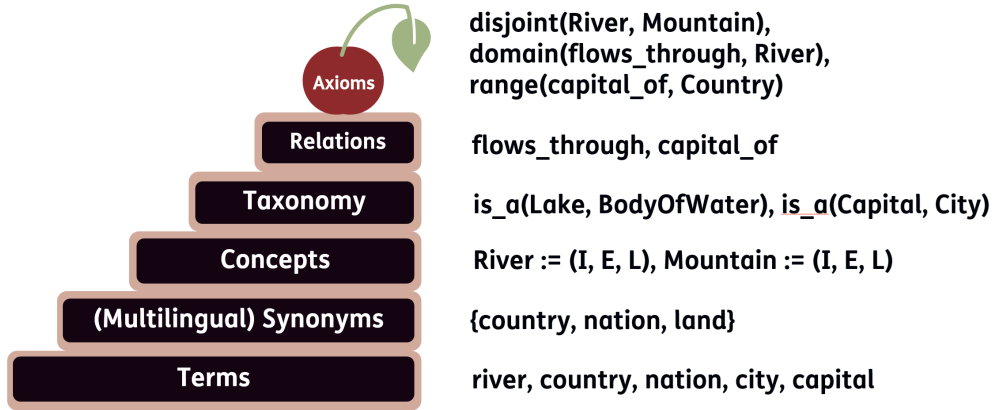 disjoint(River, Mountain),
domain(flows_through, River),
range(capital_of, Country)
Axioms
Relations
flows_through, capital_of
Taxonomy
is_a(Lake, BodyOfWater), is_a(Capital, City)
Concepts
River := (I, E, L), Mountain := (I, E, L)
(Multilingual) Synonyms
{country, nation, land}
Terms
river, country, nation, city, capital